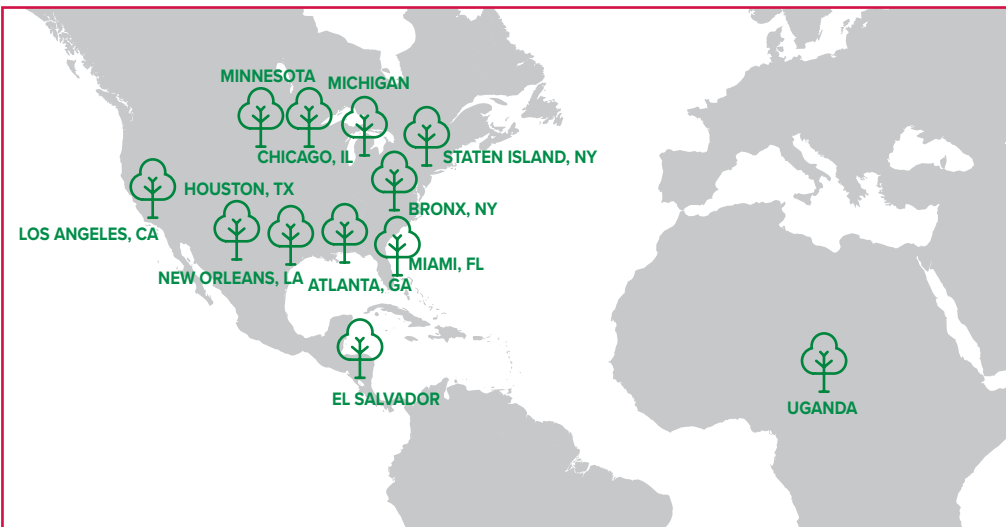 MINNESOTA
MICHIGAN
CHICAGO, IL
STATEN ISLAND, NY
HOUSTON, TX
BRONX, NY
LOS ANGELES, CA
MIAMI, FL
NEW ORLEANS, LA
ATLANTA, GA
EL SALVADOR
UGANDA